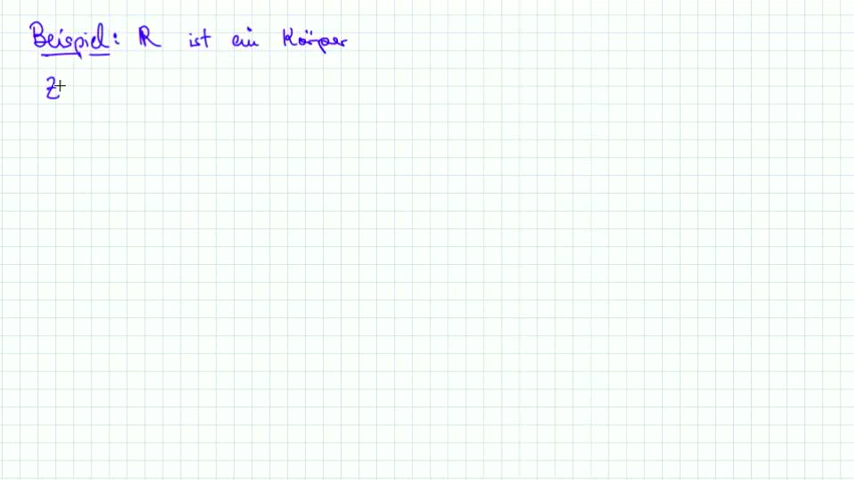 Beispiel: ℝ ist ein Körper
Z